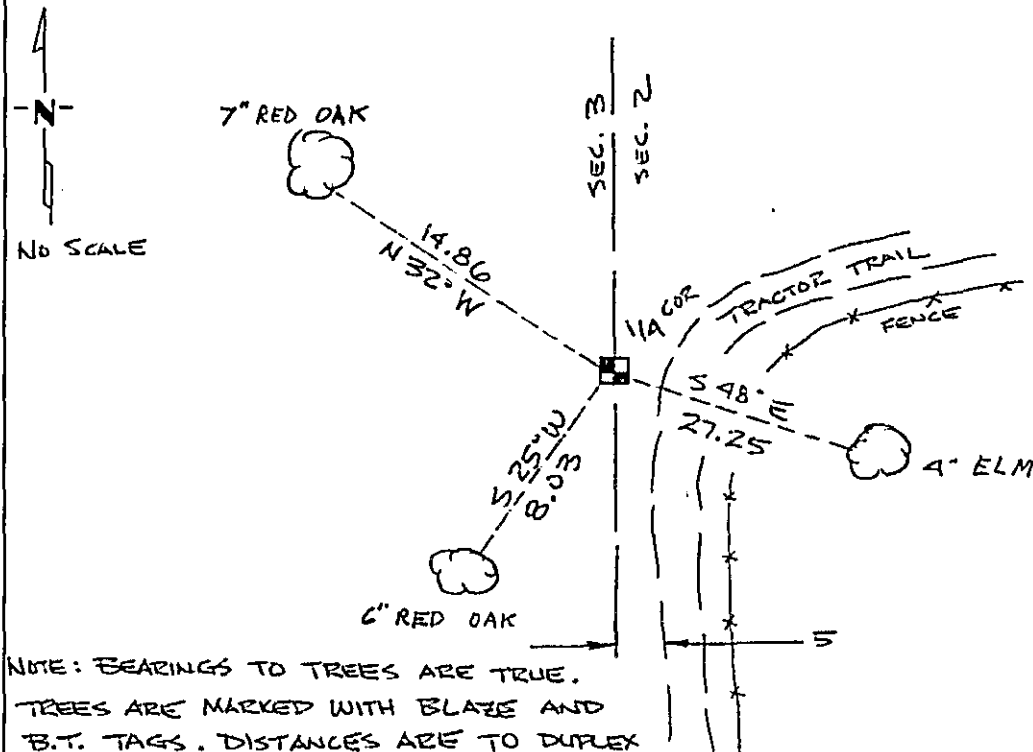 N
NO SCALE
7" RED OAK
SEC. 3
SEC. 2
14.86
N 32° W
1/4 COR
TRACTOR TRAIL
FENCE
S 48° E
27.25
4" ELM
S 25° W
8.03
6" RED OAK
5
NOTE: BEARINGS TO TREES ARE TRUE.
TREES ARE MARKED WITH BLAZE AND
B.T. TAGS. DISTANCES ARE TO DUPLEX